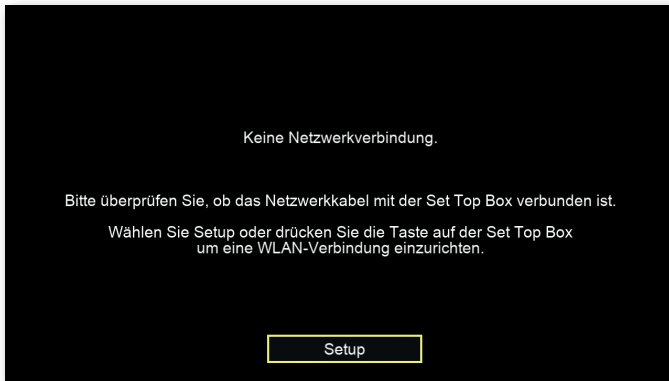 Keine Netzwerkverbindung.
Bitte überprüfen Sie, ob das Netzwerkkabel mit der Set Top Box verbunden ist.
Wählen Sie Setup oder drücken Sie die Taste auf der Set Top Box
um eine WLAN-Verbindung einzurichten.
Setup